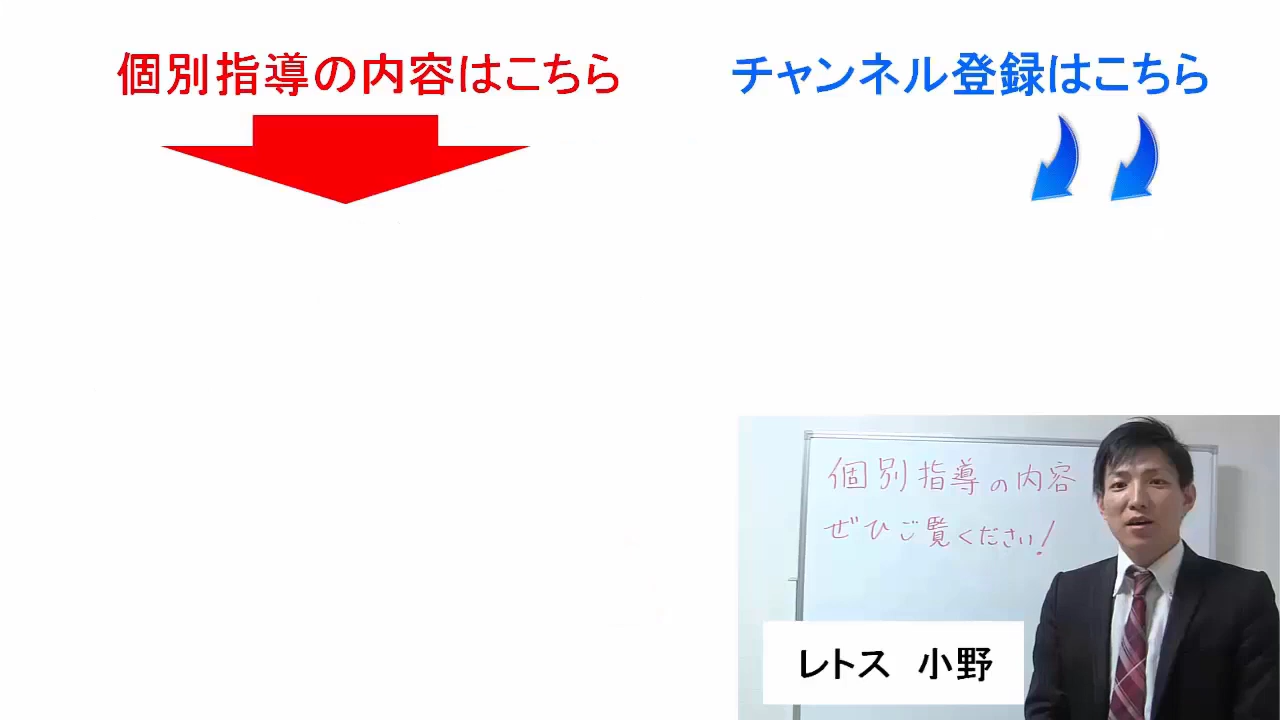 個別指導の内容はこちら
チャンネル登録はこちら
個別指導の内容
ぜひご覧ください!
レトス 小野